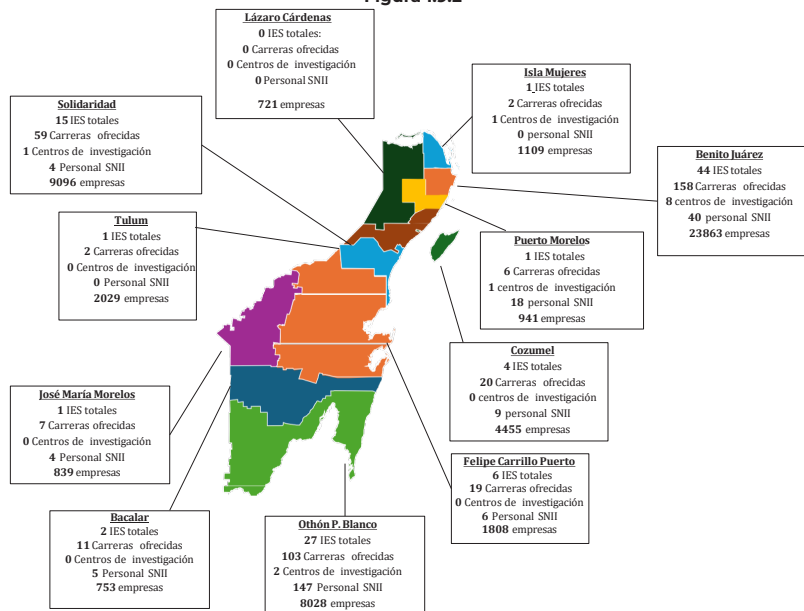 Lázaro Cárdenas
0 IES totales:
0 Carreras ofrecidas
0 Centros de investigación
0 Personal SNII
721 empresas
Isla Mujeres
1 IES totales
2 Carreras ofrecidas
1 Centros de investigación
0 personal SNII
1109 empresas
Solidaridad
15 IES totales
59 Carreras ofrecidas
1 Centros de investigación
4 Personal SNII
9096 empresas
Benito Juárez
44 IES totales
158 Carreras ofrecidas
8 centros de investigación
40 personal SNII
23863 empresas
Tulum
1 IES totales
2 Carreras ofrecidas
0 Centros de investigación
0 Personal SNII
2029 empresas
Puerto Morelos
1 IES totales
6 Carreras ofrecidas
1 centros de investigación
18 personal SNII
941 empresas
Cozumel
4 IES totales
20 Carreras ofrecidas
0 centros de investigación
9 personal SNII
4455 empresas
José María Morelos
1 IES totales
7 Carreras ofrecidas
0 Centros de investigación
4 Personal SNII
839 empresas
Felipe Carrillo Puerto
6 IES totales
19 Carreras ofrecidas
0 Centros de investigación
6 Personal SNII
1808 empresas
Bacalar
2 IES totales
11 Carreras ofrecidas
0 Centros de investigación
5 Personal SNII
753 empresas
Othón P. Blanco
27 IES totales
103 Carreras ofrecidas
2 Centros de investigación
147 Personal SNII
8028 empresas